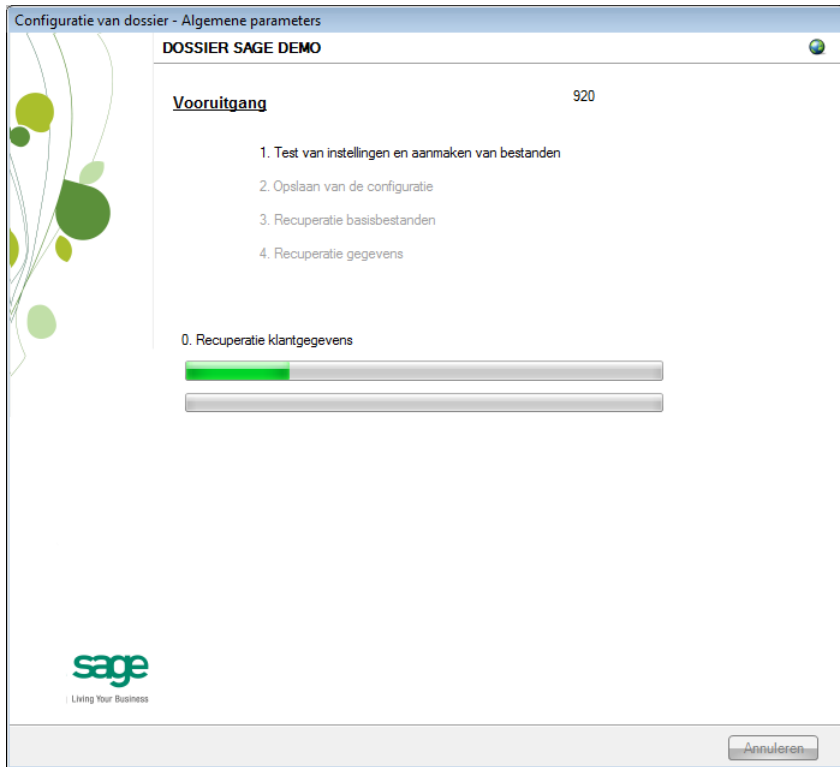 Configuratie van dossier - Algemene parameters
DOSSIER SAGE DEMO
Vooruitgang
920
1. Test van instellingen en aanmaken van bestanden
2. Opslaan van de configuratie
3. Recuperatie basisbestanden
4. Recuperatie gegevens
0. Recuperatie klantgegevens
sage
Living Your Business
Annuleren